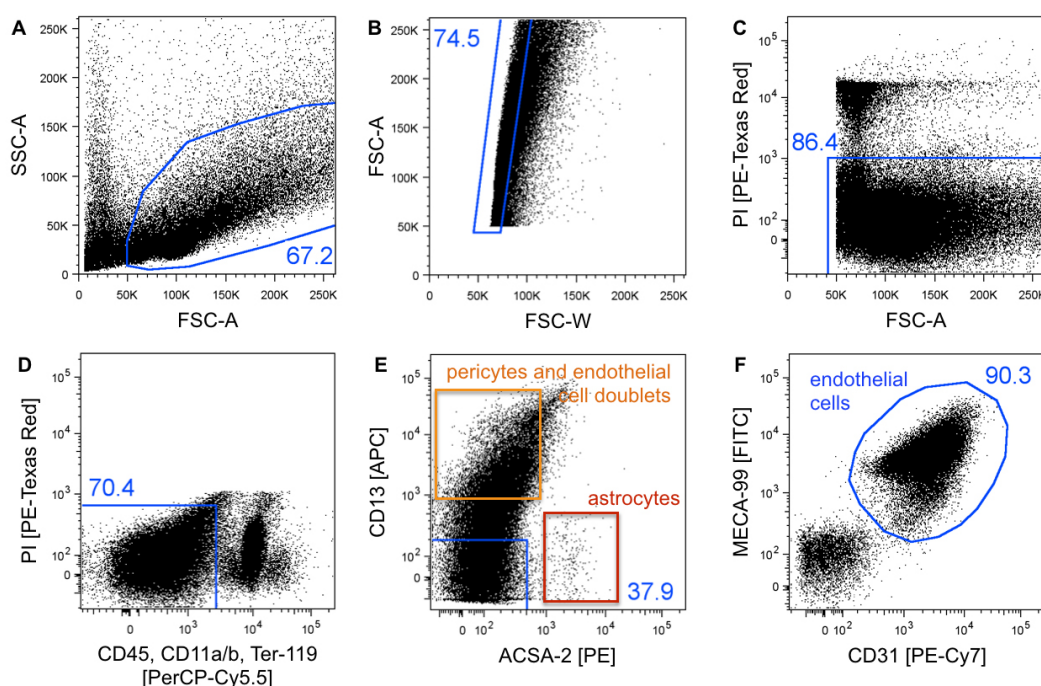 A
SSC-A
250K
200K
150K
100K
50K
0
67.2
0 50K 100K 150K 200K 250K
FSC-A
B
FSC-A
250K
200K
150K
100K
50K
0
74.5
0 50K 100K 150K 200K 250K
FSC-W
C
PI [PE-Texas Red]
10^5
10^4
10^3
10^2
0
86.4
0 50K 100K 150K 200K 250K
FSC-A
D
PI [PE-Texas Red]
10^5
10^4
10^3
10^2
0
70.4
0 10^3 10^4 10^5
CD45, CD11a/b, Ter-119
[PerCP-Cy5.5]
E
CD13 [APC]
10^5
10^4
10^3
10^2
0
pericytes and endothelial
cell doublets
astrocytes
37.9
0 10^2 10^3 10^4 10^5
ACSA-2 [PE]
F
MECA-99 [FITC]
10^5
10^4
10^3
10^2
0
endothelial
cells
90.3
0 10^3 10^4 10^5
CD31 [PE-Cy7]